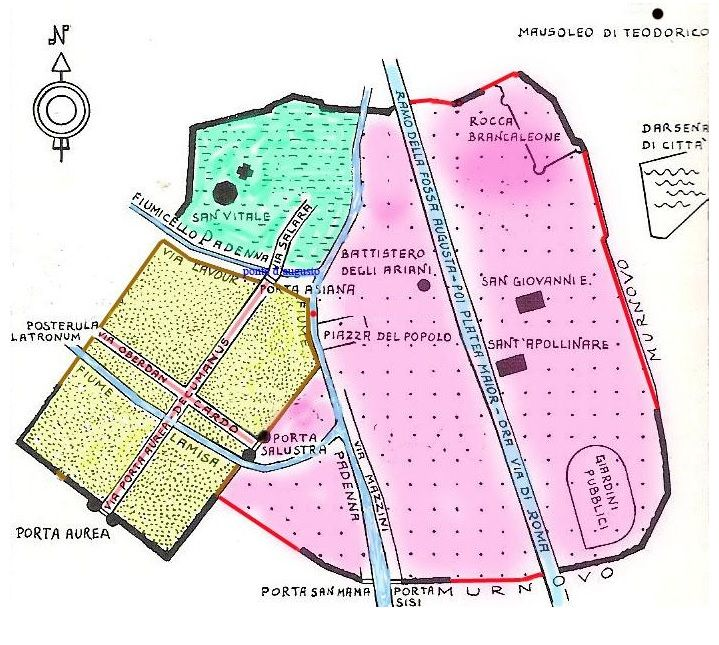 N
MAUSOLEO DI TEODORICO
RAMO DELLA FOSSA AUGUSTA - POI PLATEA MAIOR - ORA VIA DI ROMA
ROCCA
BRANCALEONE
DARSENA
DI CITTÀ
SAN VITALE
FIUMICELLO PADENNA
VIA SALARA
ponte d'augusto
VIA CAVOUR
PORTA ASIANA
BATTISTERO
DEGLI ARIANI
SAN GIOVANNI E.
MURNOVO
POSTERULA
LATRONUM
VIA OBERDAN
CARDO
PIAZZA DEL POPOLO
SANT'APOLLINARE
FIUME
LAMISA
VIA PORTA AUREA - DECUMANUS
PORTA
SALUSTRA
PADENNA
VIA MAZZINI
GIARDINI
PUBBLICI
PORTA AUREA
PORTA SAN MAMA
PORTA
SISI
MURNOVO